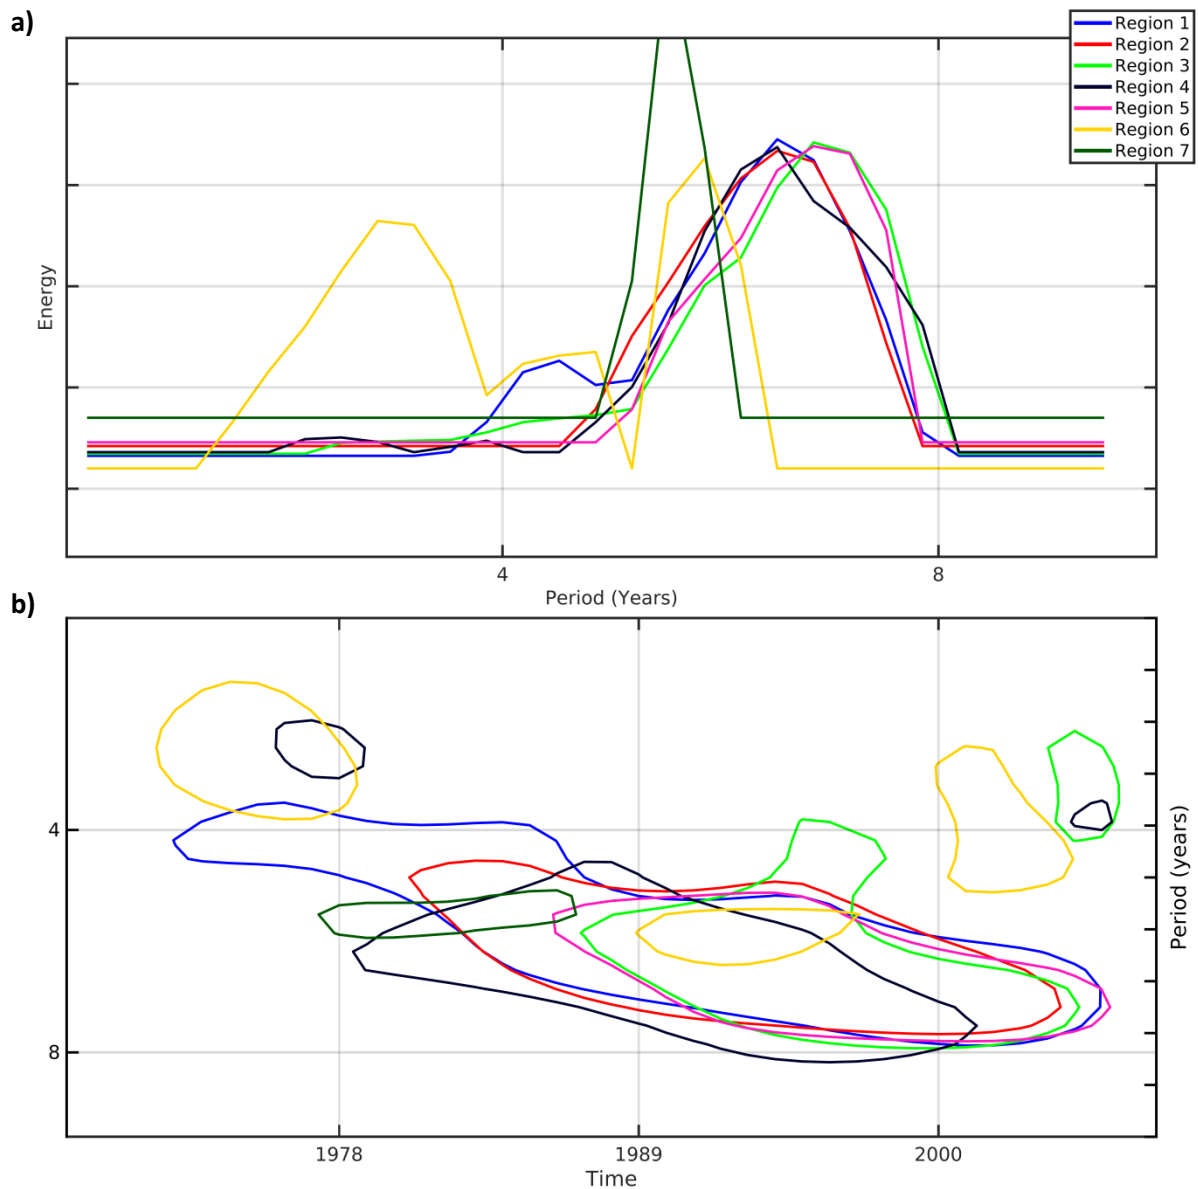 a)
Region 1
Region 2
Region 3
Region 4
Region 5
Region 6
Region 7
Energy
4
8
Period (Years)
b)
4
8
Period (years)
1978
1989
2000
Time